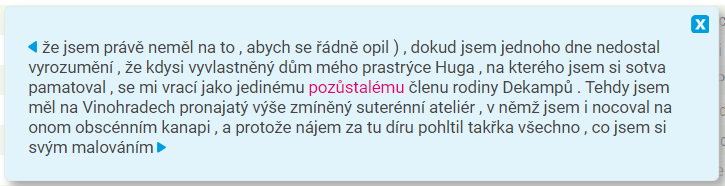 x
že jsem právě neměl na to , abych se řádně opil ) , dokud jsem jednoho dne nedostal
vyrozumění , že kdysi vyvlastněný dům mého prastrýce Huga , na kterého jsem si sotva
pamatoval , se mi vrací jako jedinému pozůstalému členu rodiny Dekampů . Tehdy jsem
měl na Vinohradech pronajatý výše zmíněný suterénní ateliér , v němž jsem i nocoval na
onom obscénním kanapi , a protože nájem za tu díru pohltil takřka všechno , co jsem si
svým malováním